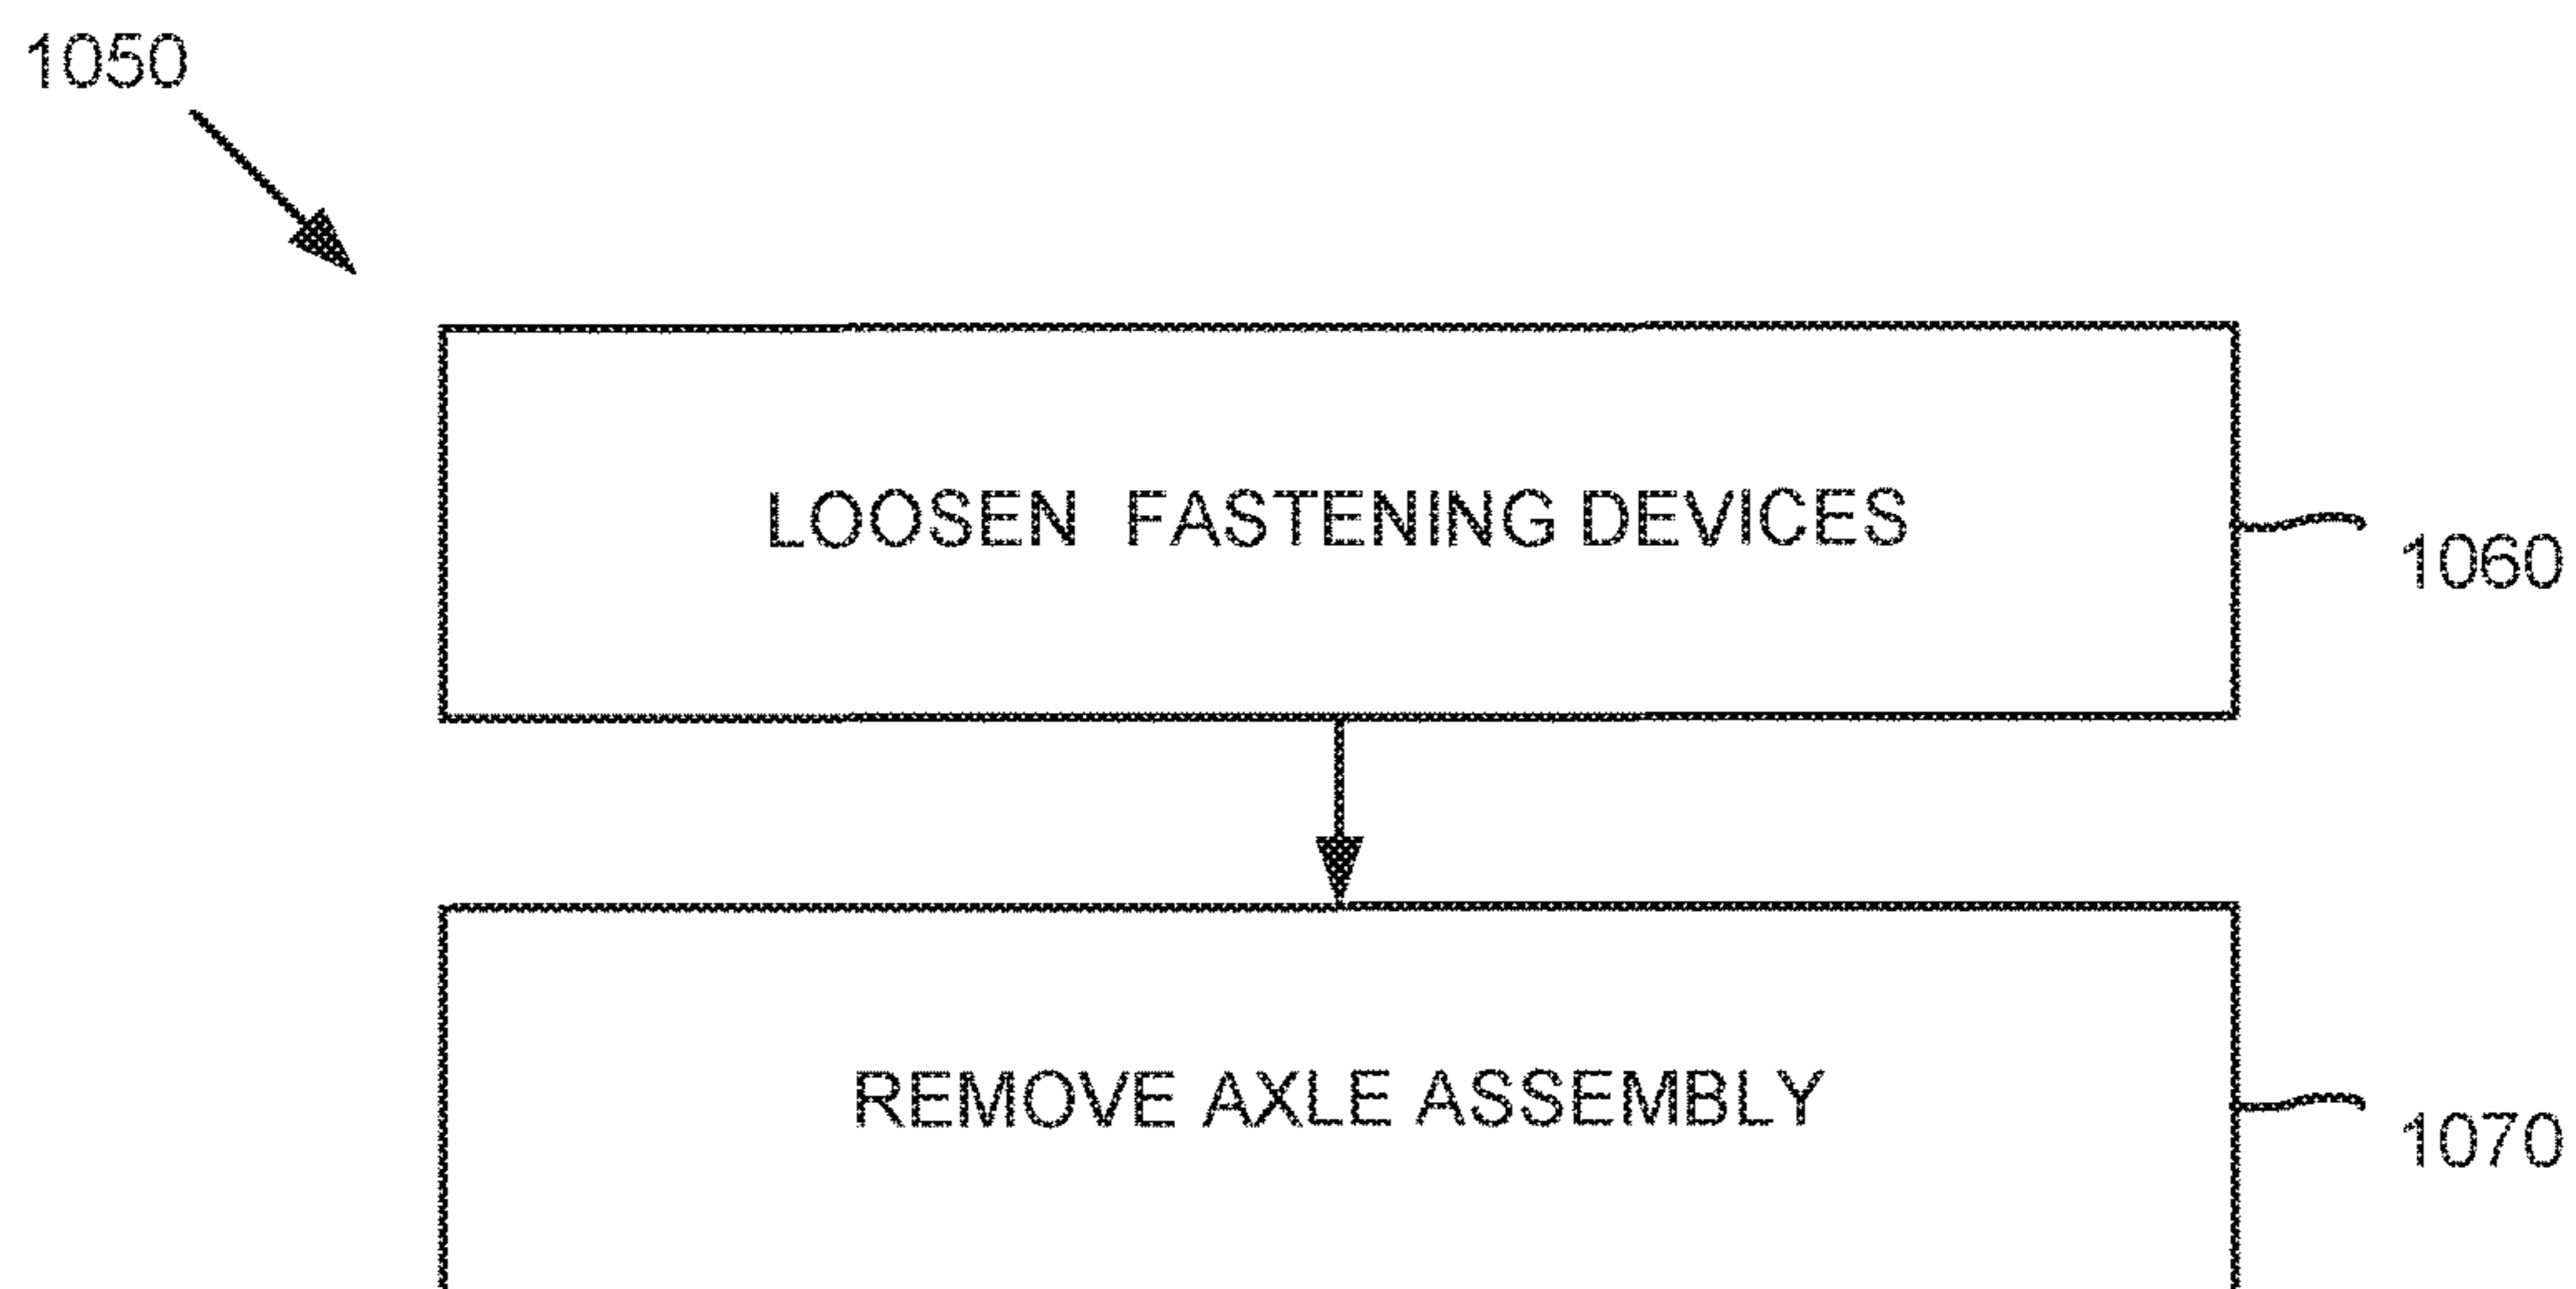 1050
LOOSEN FASTENING DEVICES
1060
REMOVE AXLE ASSEMBLY
1070